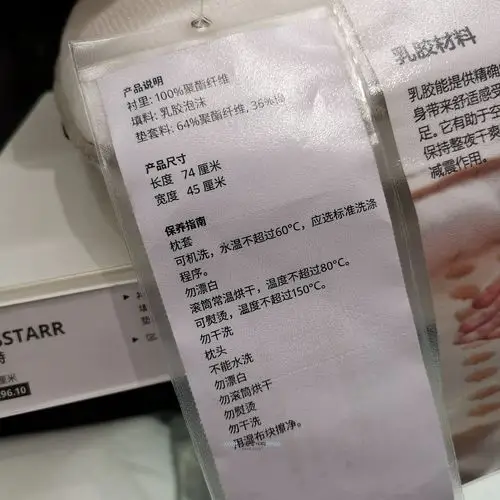 产品说明
衬里: 100%聚酯纤维
填料: 乳胶泡沫
垫套料: 64%聚酯纤维, 36%棉
产品尺寸
长度 74 厘米
宽度 45 厘米
保养指南
枕套
可机洗，水温不超过60°C，应选标准洗涤
程序。
勿漂白
滚筒常温烘干，温度不超过80°C。
可熨烫，温度不超过150°C。
勿干洗
枕头
不能水洗
勿漂白
勿滚筒烘干
勿熨烫
勿干洗
用湿布块擦净。
乳胶材料
乳胶能提供精确
身带来舒适感受
足。它有助于空
保持整夜干爽
减震作用。
STARR
特
厘米
96.10